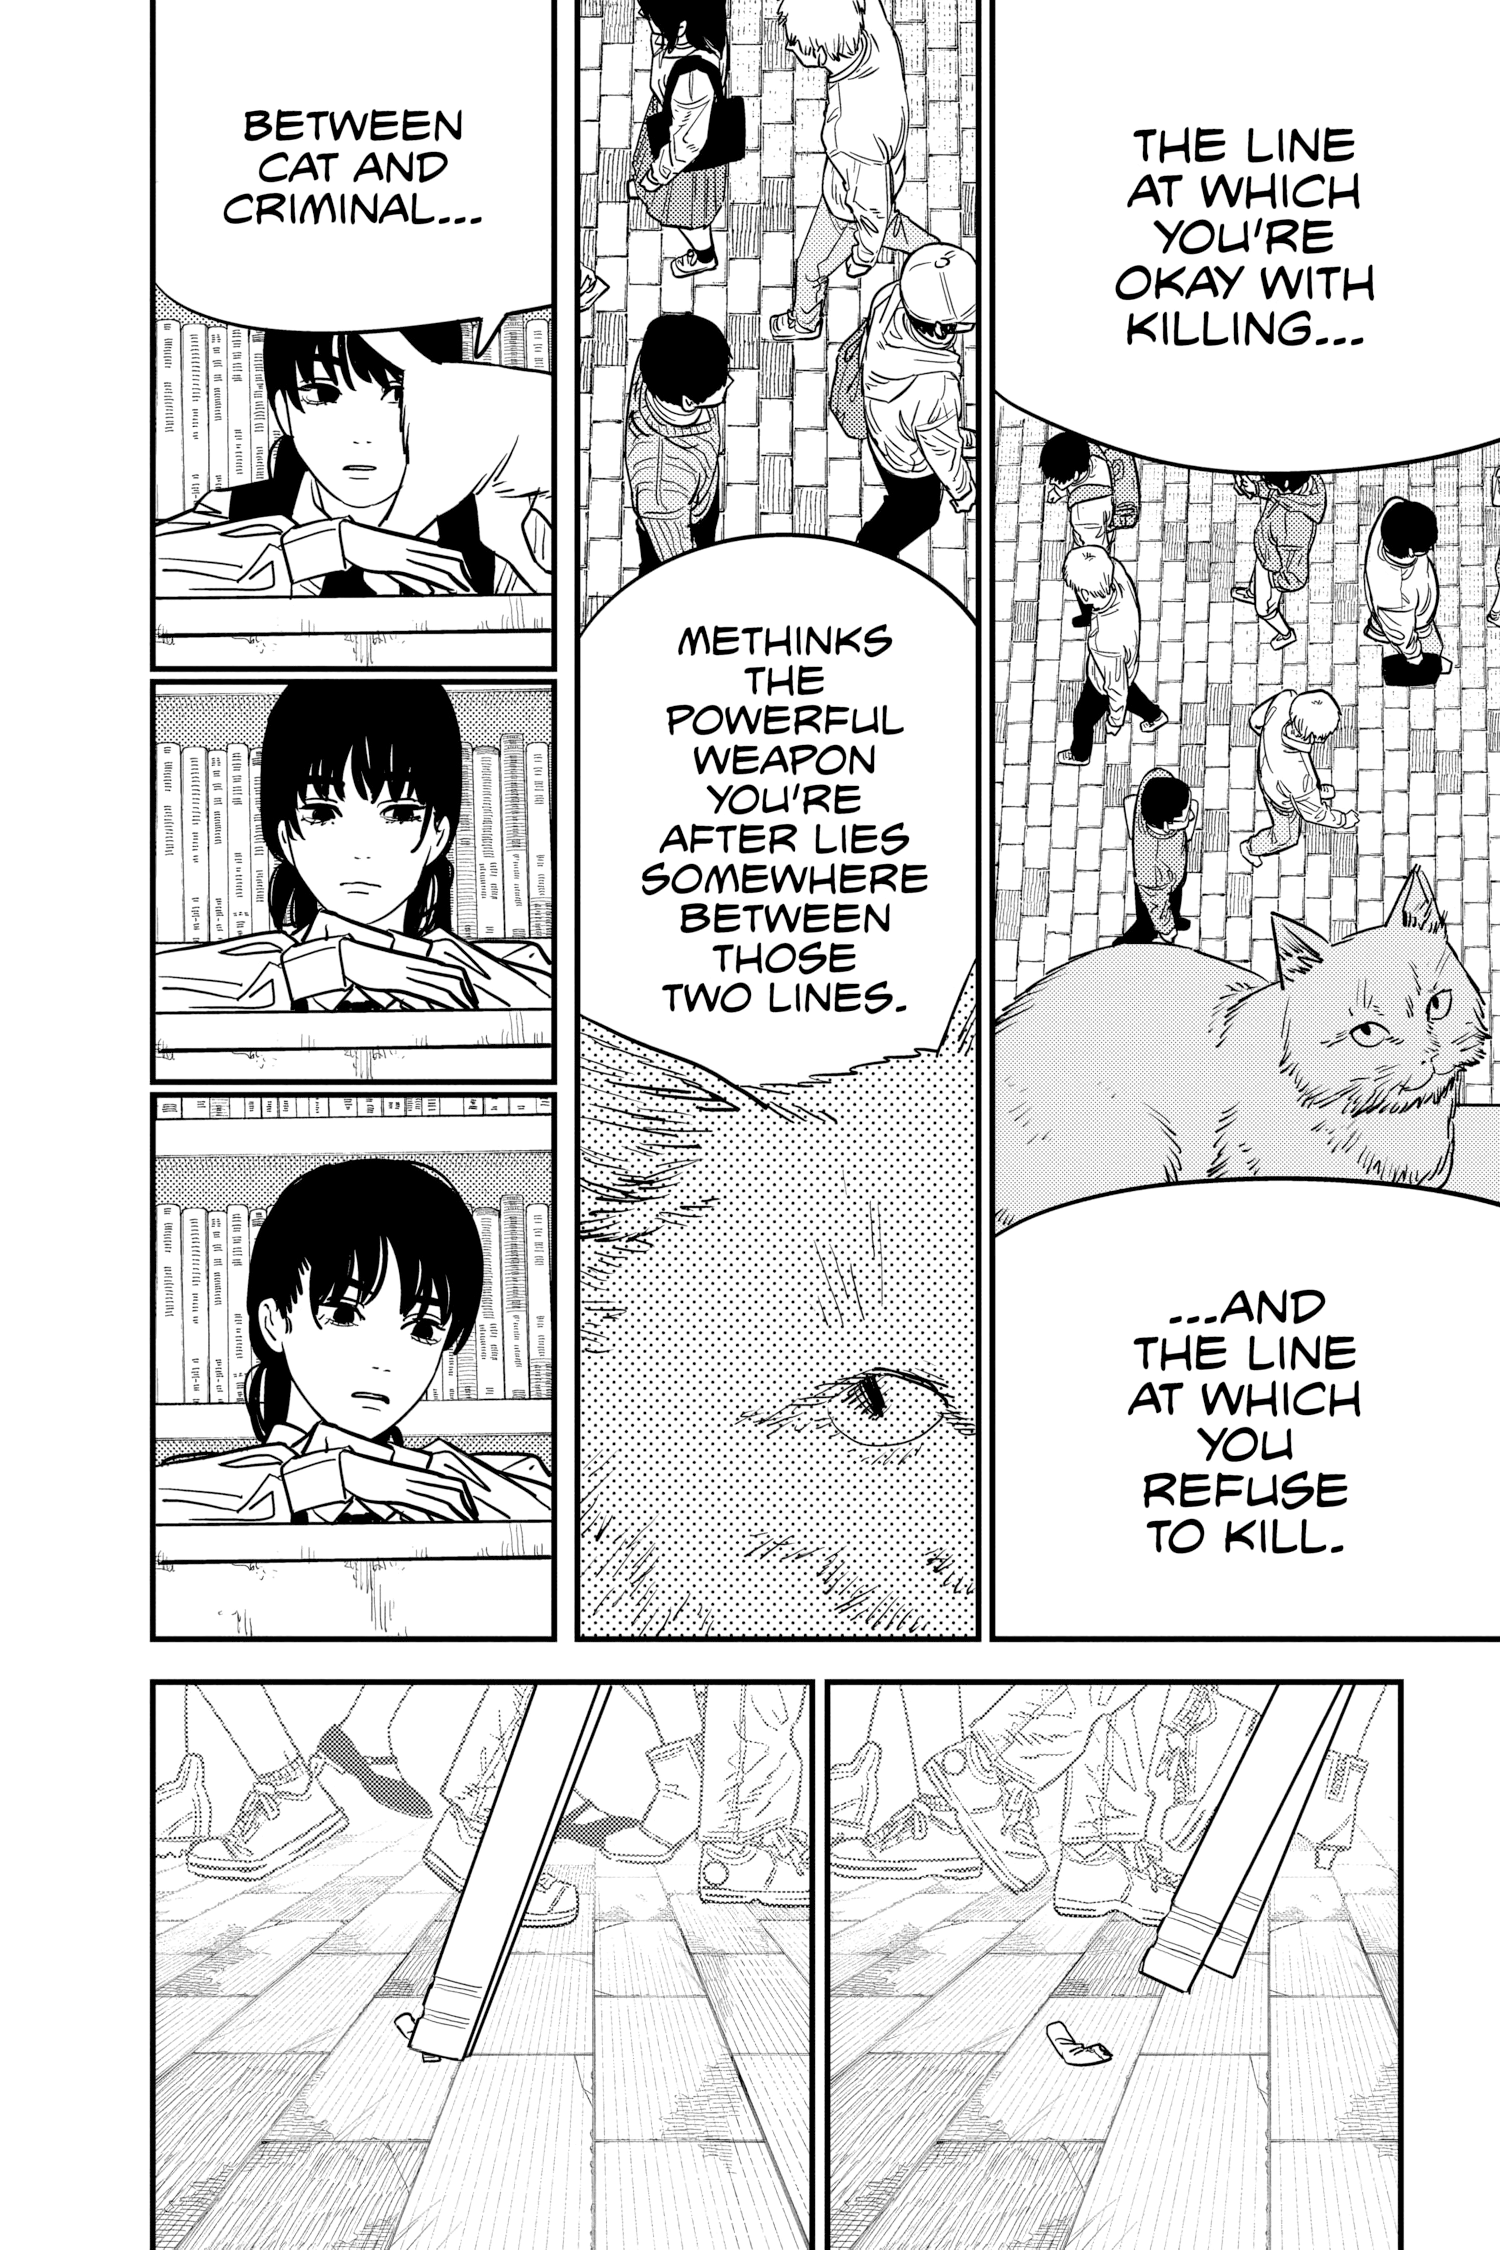 THE LINE
AT WHICH
YOU'RE
OKAY WITH
KILLING...
...AND
THE LINE
AT WHICH
YOU
REFUSE
TO KILL.
METHINKS
THE
POWERFUL
WEAPON
YOU'RE
AFTER LIES
SOMEWHERE
BETWEEN
THOSE
TWO LINES.
BETWEEN
CAT AND
CRIMINAL...